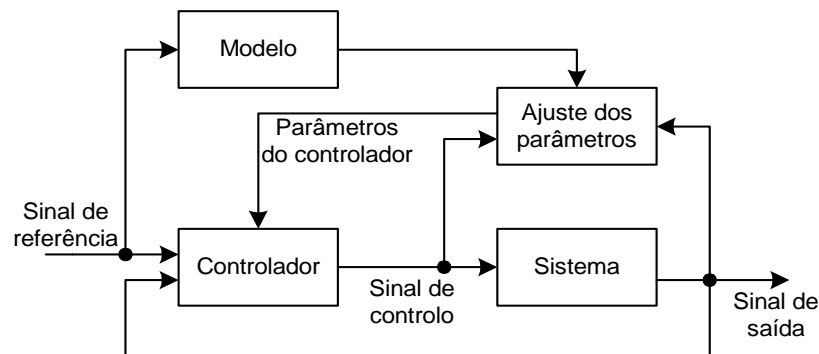 Modelo
Ajuste dos
parâmetros
Parâmetros
do controlador
Sinal de
referência
Controlador
Sinal de
controlo
Sistema
Sinal de
saída